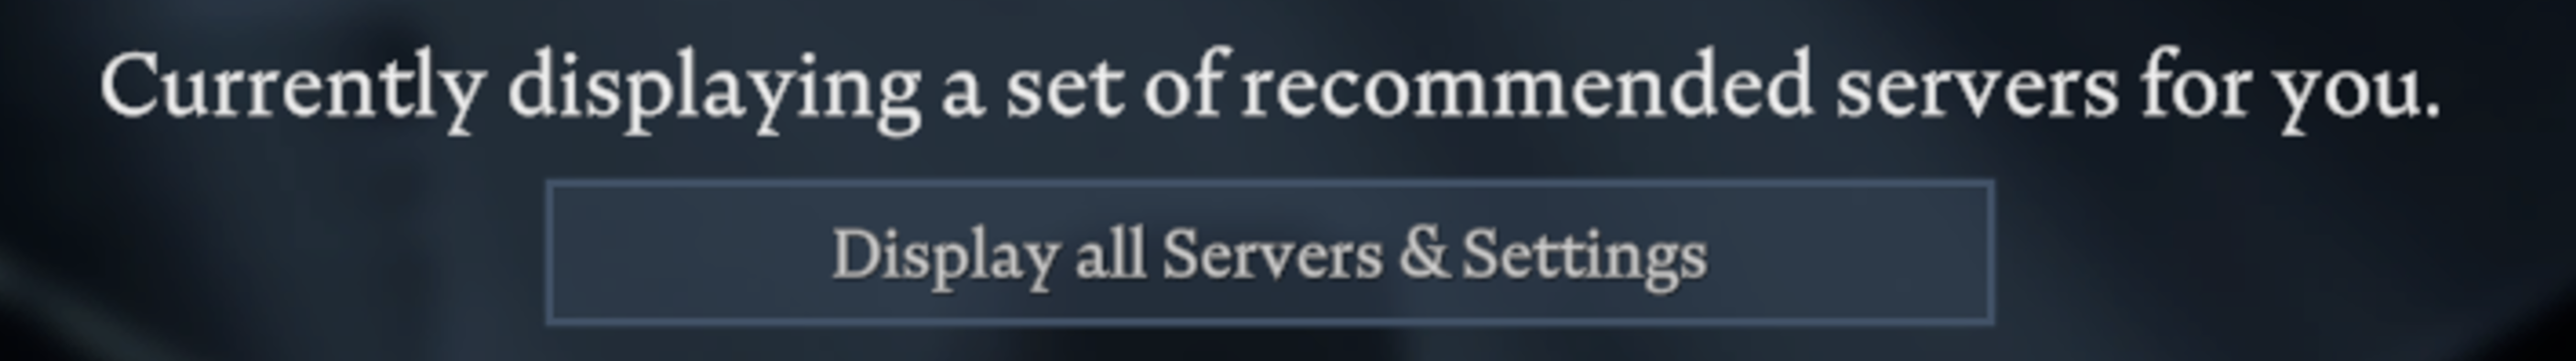 Currently displaying a set of recommended servers for you.
Display all Servers & Settings